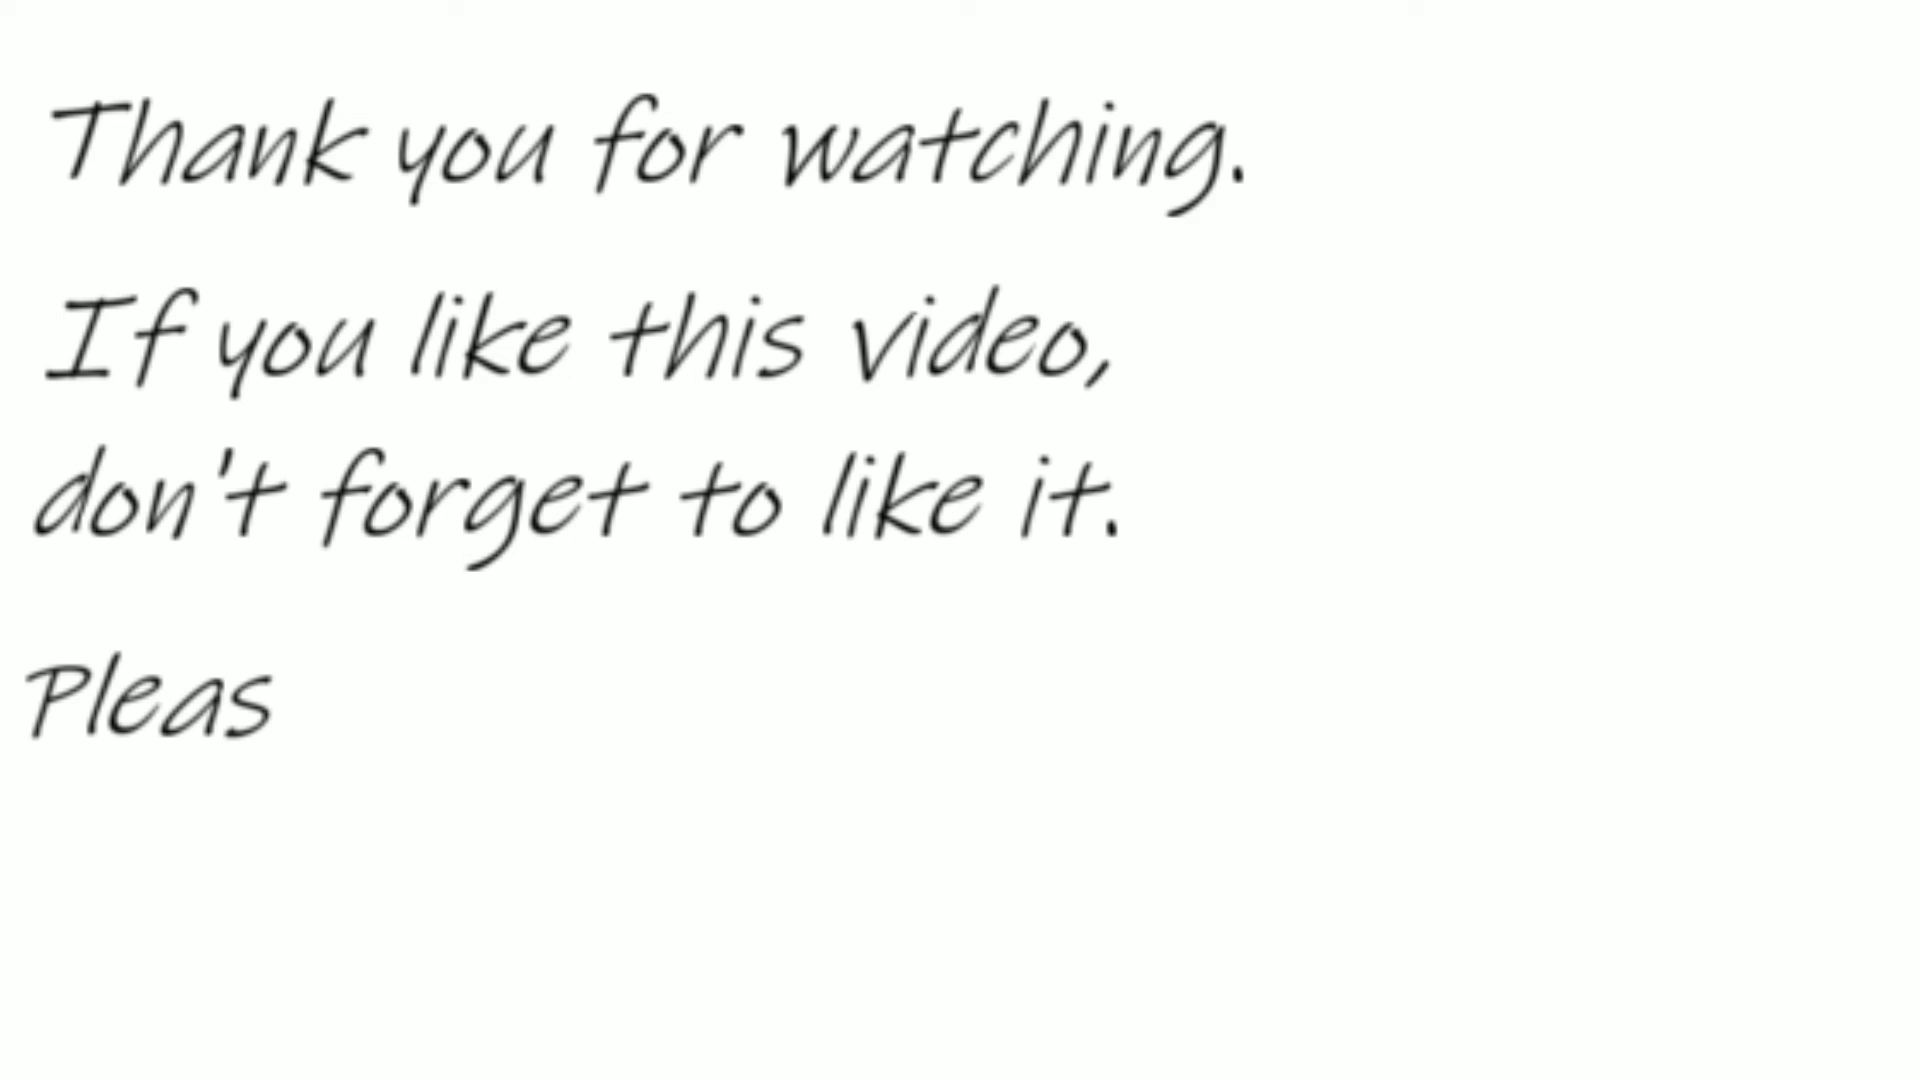 Thank you for watching.
If you like this video,
don't forget to like it.
Pleas